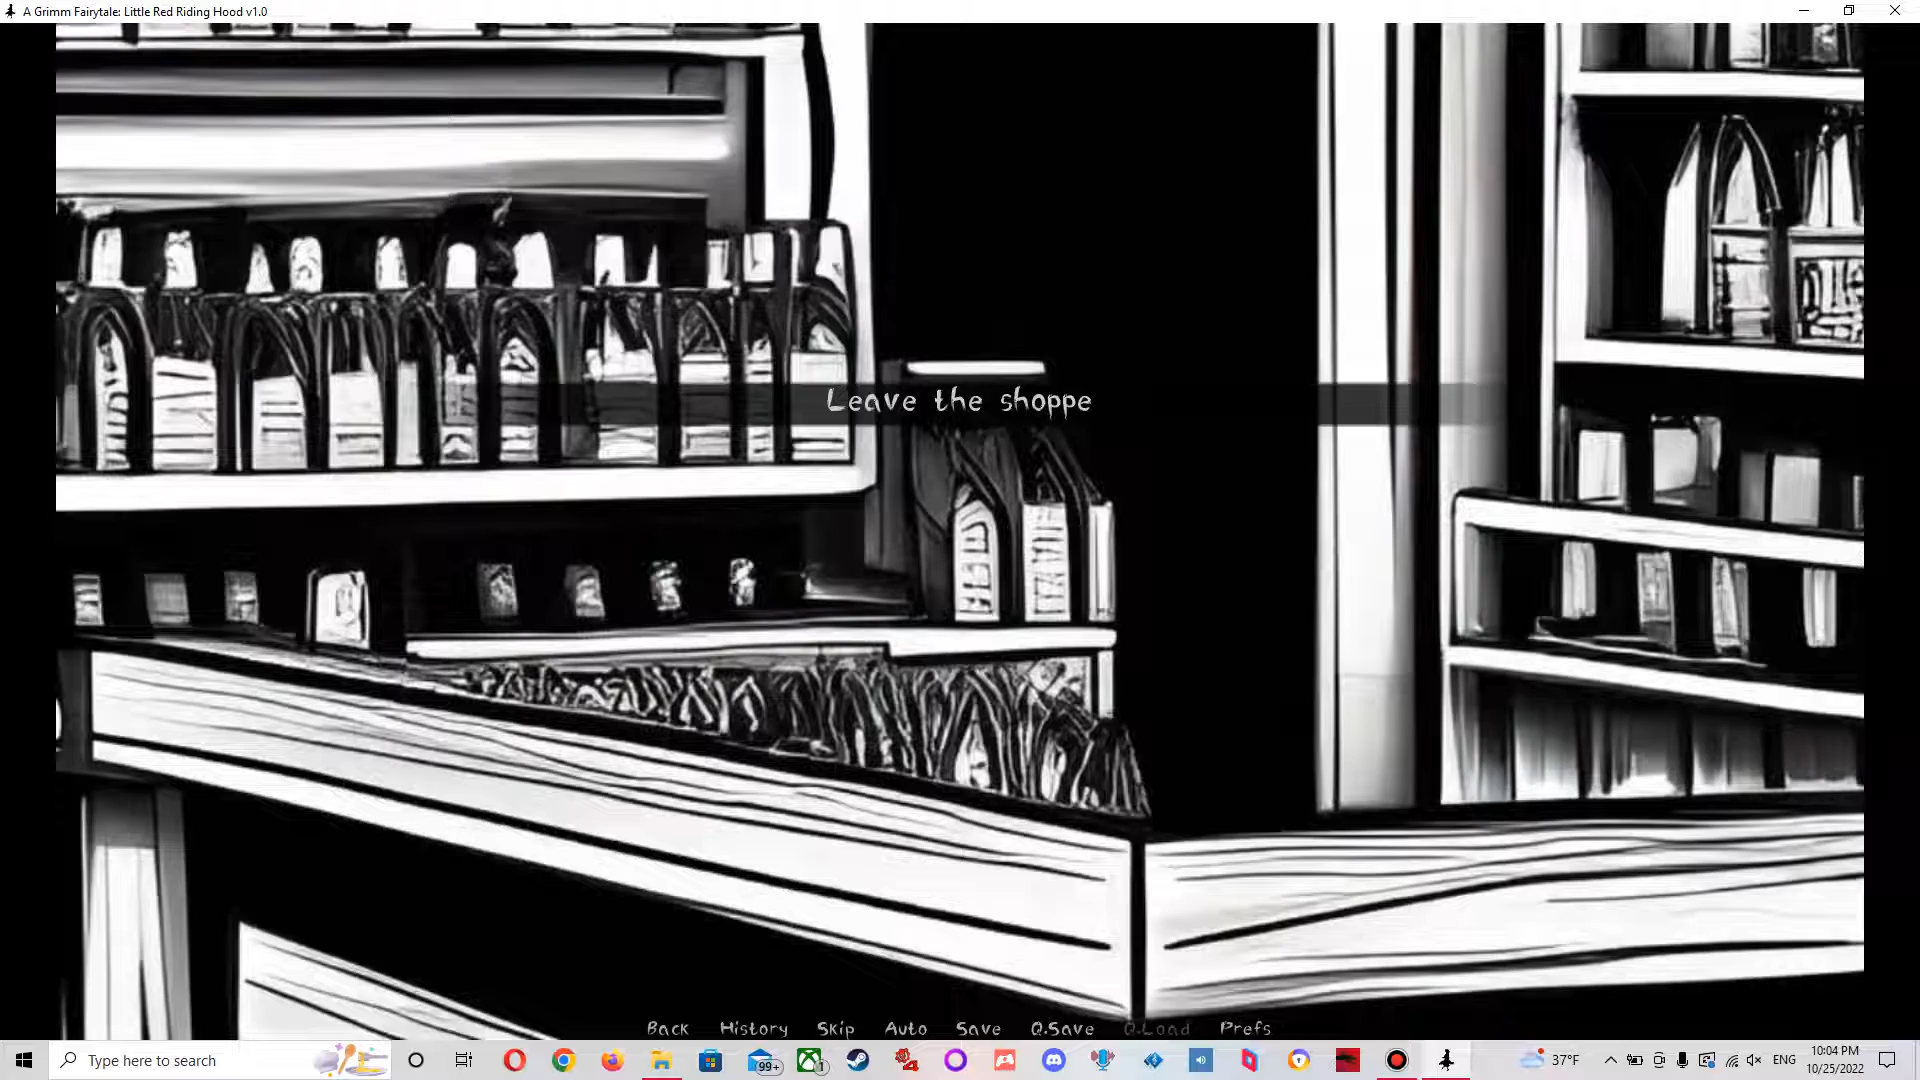 A Grimm Fairytale: Little Red Riding Hood v1.0
Leave the shoppe
Back History Skip Auto Save Q.Save Q.Load Prefs
Type here to search
99+
1
37°F
ENG
10:04 PM
10/25/2022